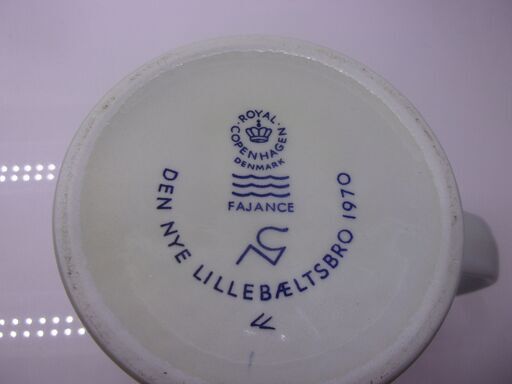 ROYAL
COPENHAGEN
DENMARK
FAJANCE
DEN NYE LILLEBÆLTSBRO 1970